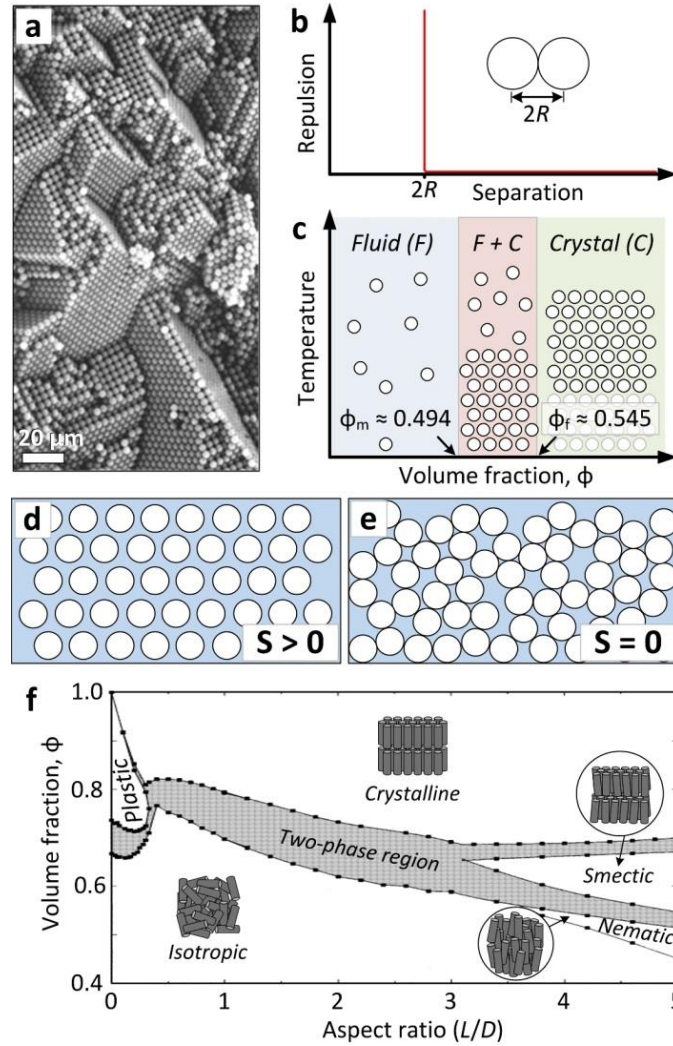 a
20 μm
b
Repulsion
2R
2R
Separation
c
Fluid (F)
F + C
Crystal (C)
Temperature
ϕm ≈ 0.494
ϕf ≈ 0.545
Volume fraction, ϕ
d
S > 0
e
S = 0
f
Volume fraction, ϕ
1.0
0.8
0.6
0.4
Plastic
Crystalline
Two-phase region
Smectic
Isotropic
Nematic
0 1 2 3 4 5
Aspect ratio (L/D)